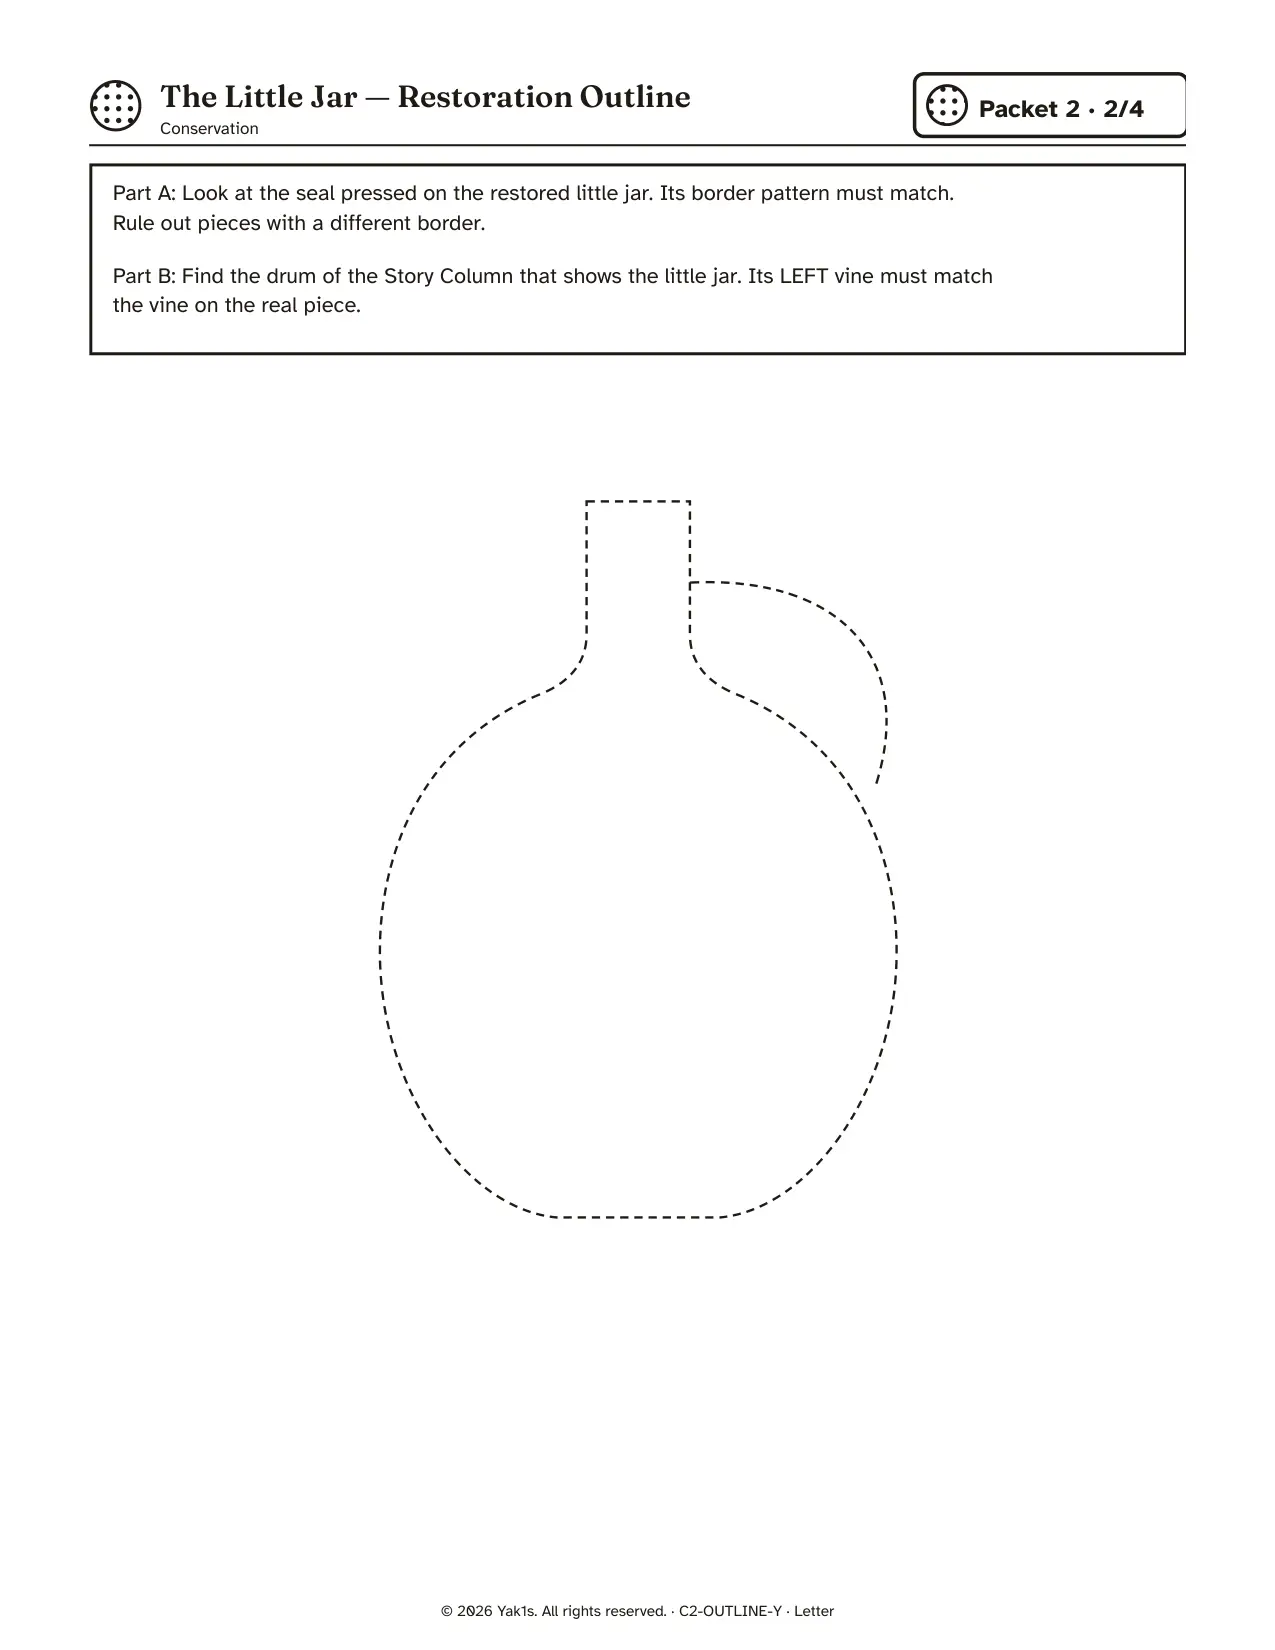 The Little Jar — Restoration Outline
Conservation
Packet 2 · 2/4
Part A: Look at the seal pressed on the restored little jar. Its border pattern must match.
Rule out pieces with a different border.
Part B: Find the drum of the Story Column that shows the little jar. Its LEFT vine must match
the vine on the real piece.
© 2026 Yak1s. All rights reserved. · C2-OUTLINE-Y · Letter